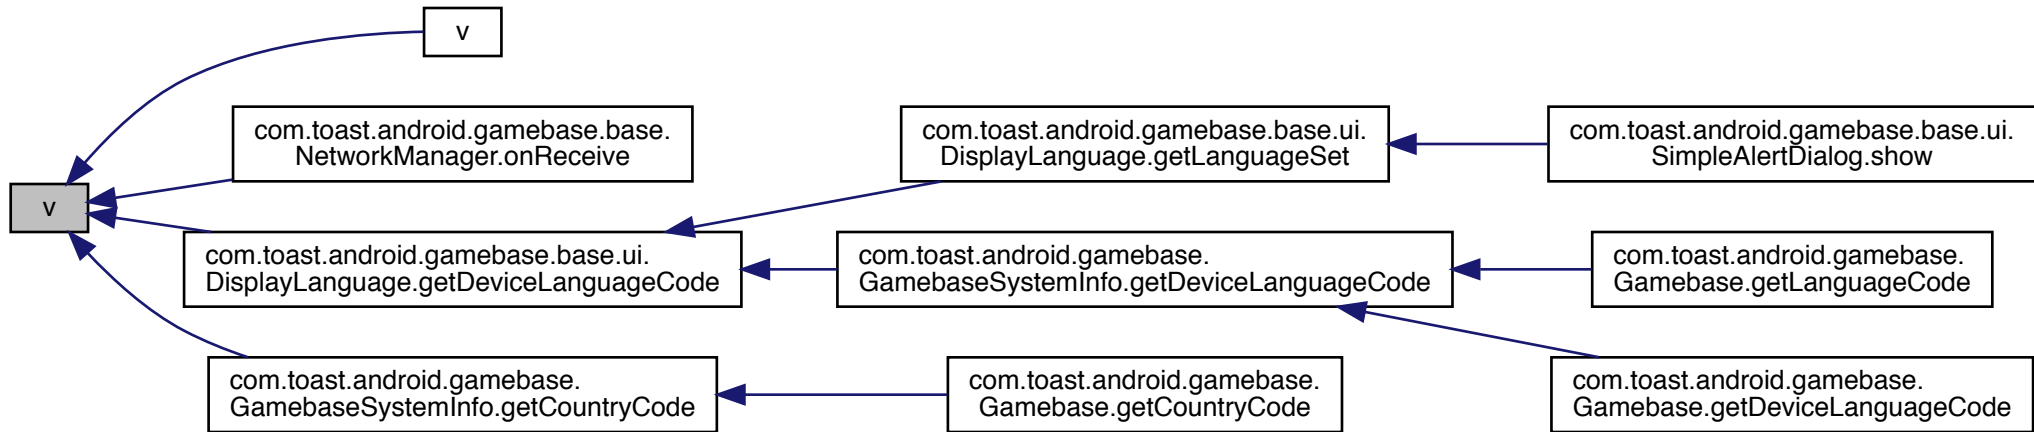 v
com.toast.android.gamebase.base.
NetworkManager.onReceive
com.toast.android.gamebase.base.ui.
DisplayLanguage.getLanguageSet
com.toast.android.gamebase.base.ui.
SimpleAlertDialog.show
v
com.toast.android.gamebase.base.ui.
DisplayLanguage.getDeviceLanguageCode
com.toast.android.gamebase.
GamebaseSystemInfo.getDeviceLanguageCode
com.toast.android.gamebase.
Gamebase.getLanguageCode
com.toast.android.gamebase.
GamebaseSystemInfo.getCountryCode
com.toast.android.gamebase.
Gamebase.getCountryCode
com.toast.android.gamebase.
Gamebase.getDeviceLanguageCode